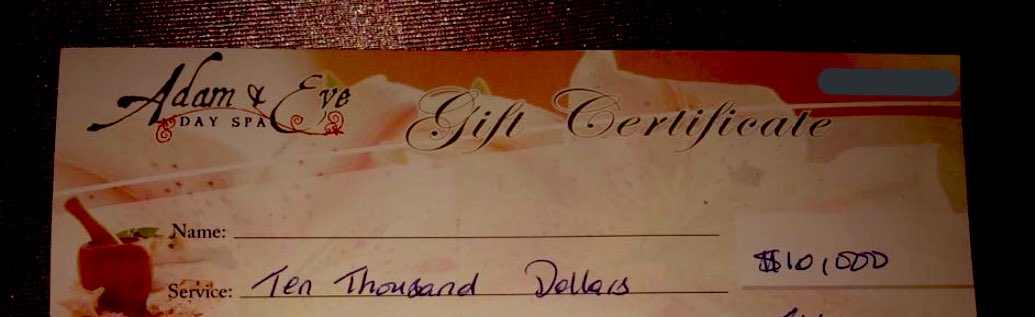 Adam & Eve
DAY SPA
Gift Certificate
Name:
$10,000
Service: Ten Thousand Dollars